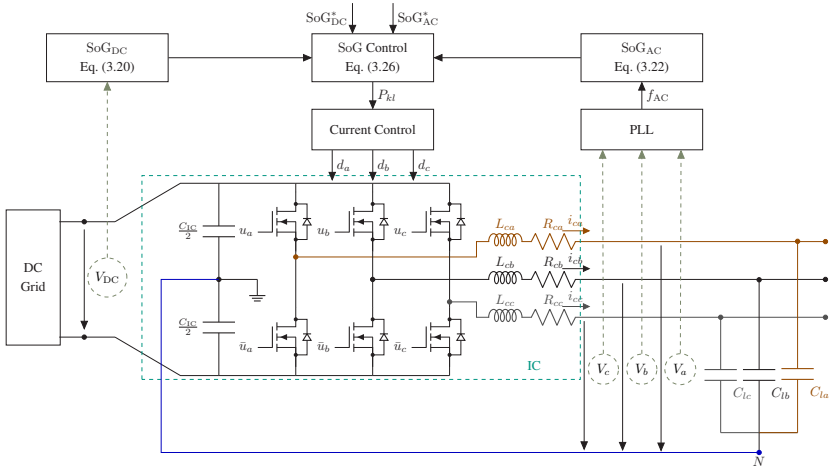 SoG*DC
SoG*AC
SoGDC
Eq. (3.20)
SoG Control
Eq. (3.26)
SoGAC
Eq. (3.22)
Pkl
fAC
Current Control
PLL
da
db
dc
DC
Grid
VDC
CIC/2
CIC/2
ua
ub
uc
ūa
ūb
ūc
Lca
Rca
ica
Lcb
Rcb
icb
Lcc
Rcc
icc
IC
Vc
Vb
Va
Clc
Clb
Cla
N